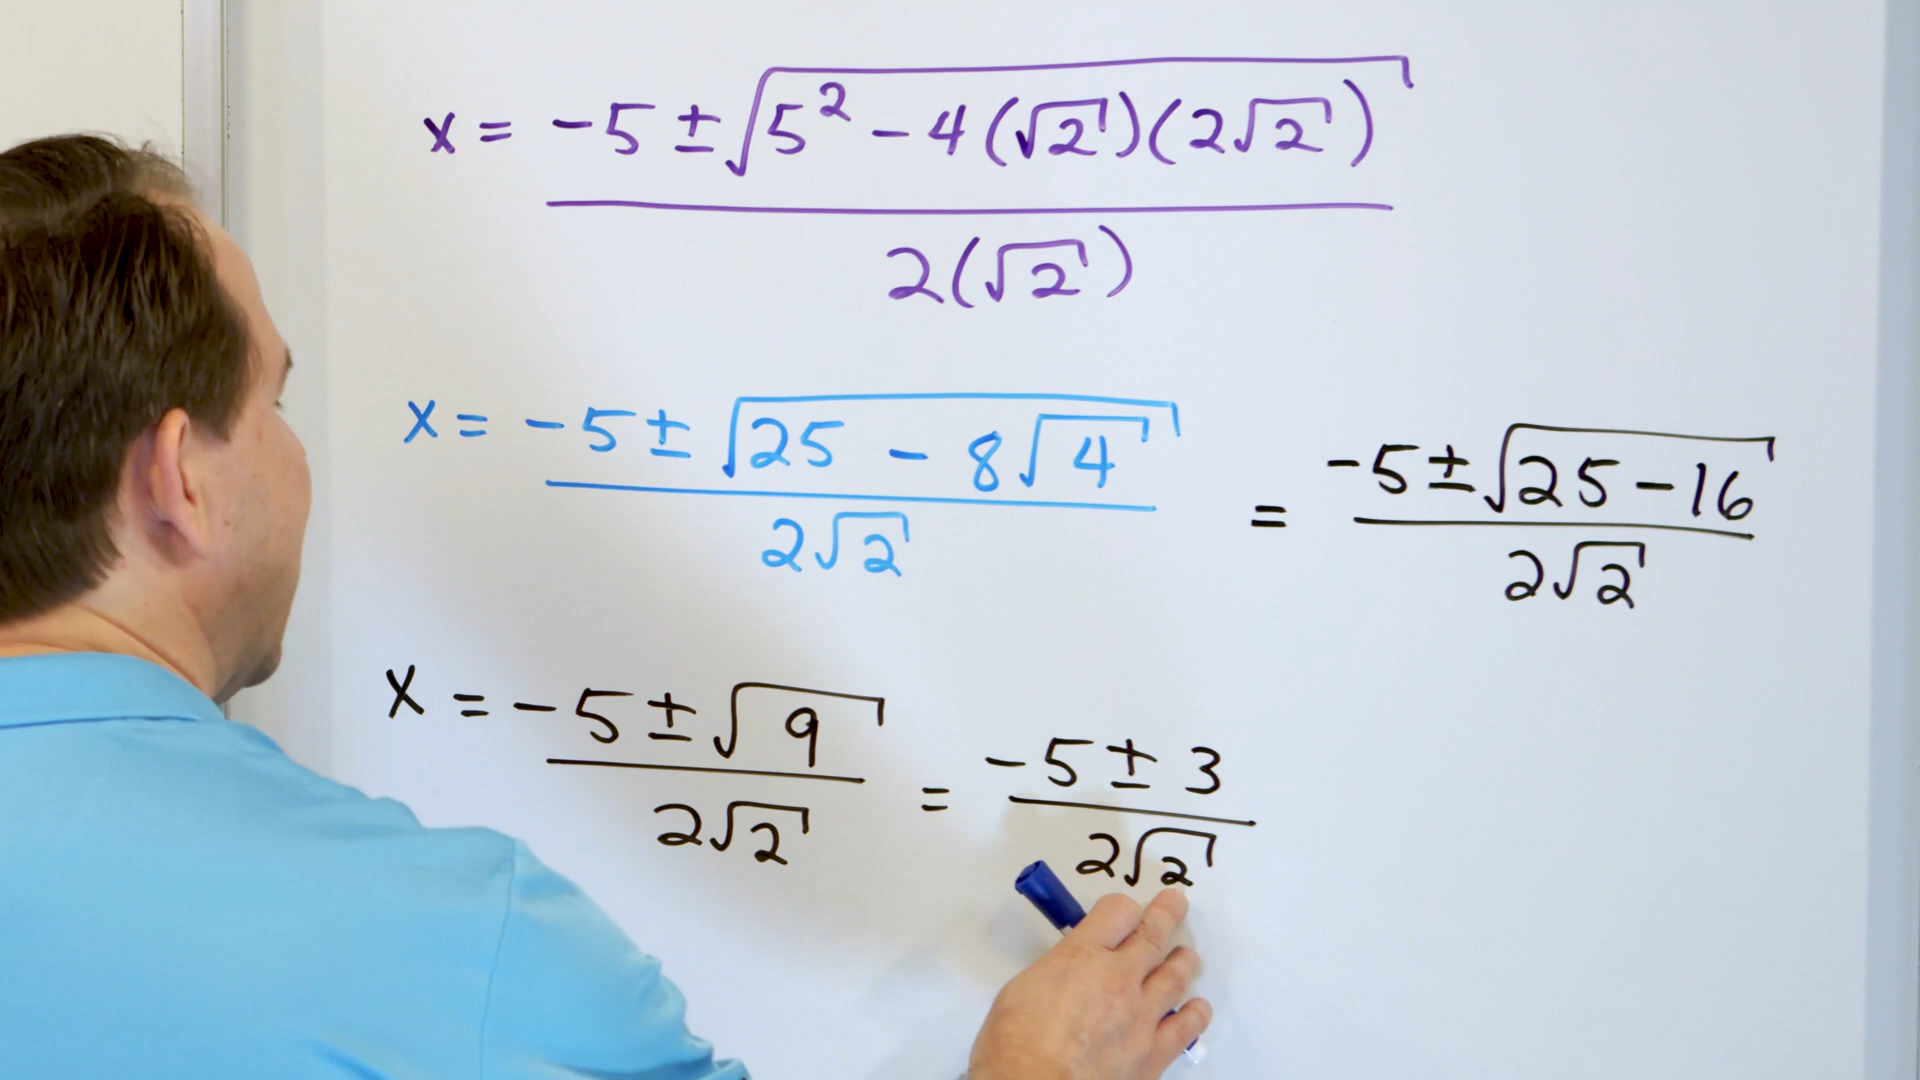 x = -5 ± √(5² - 4(√2)(2√2))
2(√2)
x = -5 ± √(25 - 8√4)
2√2
= -5 ± √(25 - 16)
2√2
x = -5 ± √9
2√2
= -5 ± 3
2√2